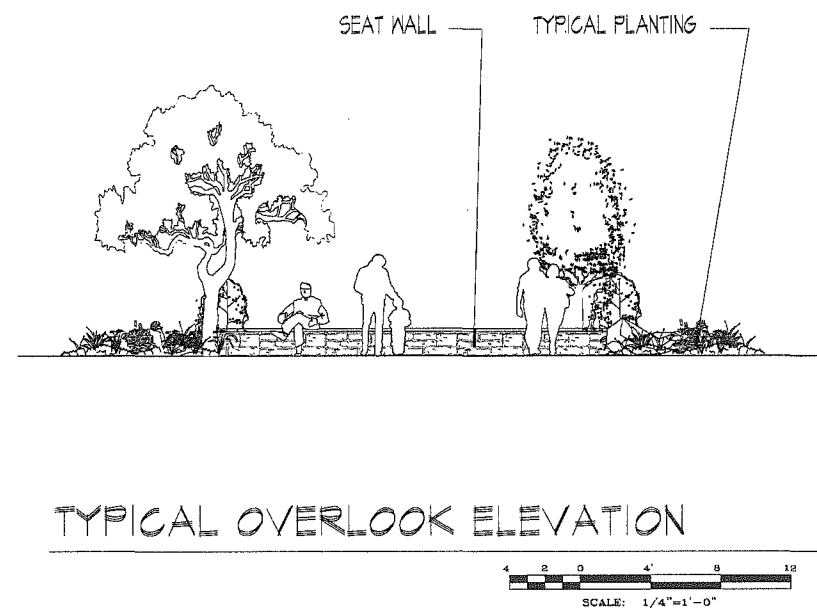 SEAT WALL
TYPICAL PLANTING
TYPICAL OVERLOOK ELEVATION
4 2 0 4' 8 12
SCALE: 1/4"=1'-0"